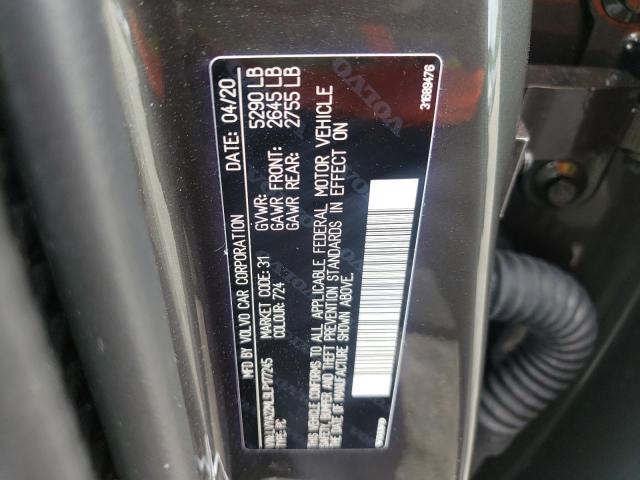 MFD BY VOLVO CAR CORPORATION DATE: 04/20
GVWR: 5290 LB
MARKET CODE: 31 GAWR FRONT: 2645 LB
COLOUR: 724 GAWR REAR: 2755 LB
THIS VEHICLE CONFORMS TO ALL APPLICABLE FEDERAL MOTOR VEHICLE
SAFETY, BUMPER AND THEFT PREVENTION STANDARDS IN EFFECT ON
THE DATE OF MANUFACTURE SHOWN ABOVE.
31689476
VOLVO
VOLVO
VOLVO